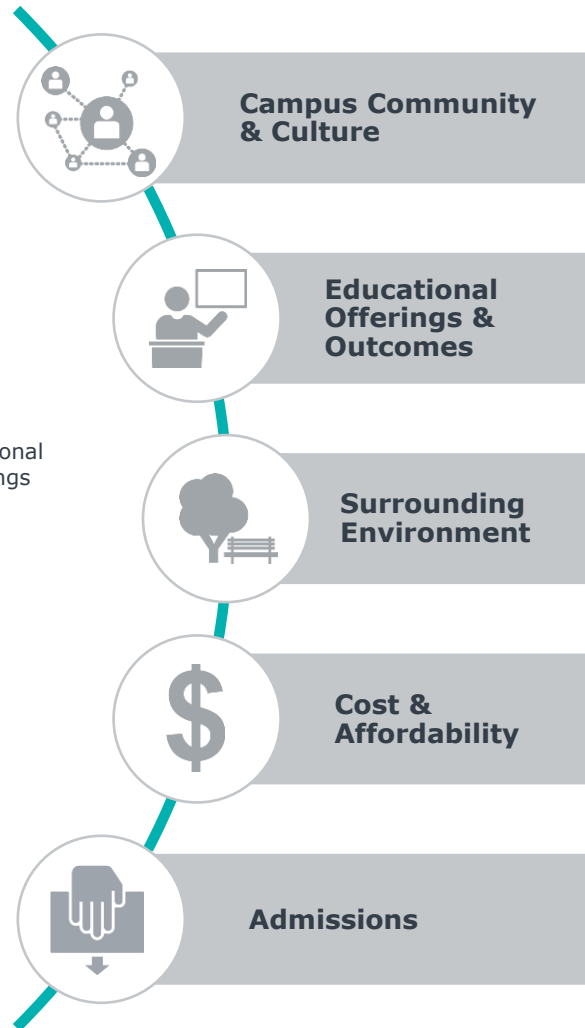 Campus Community
& Culture
Educational
Offerings &
Outcomes
Surrounding
Environment
Cost &
Affordability
$
Admissions